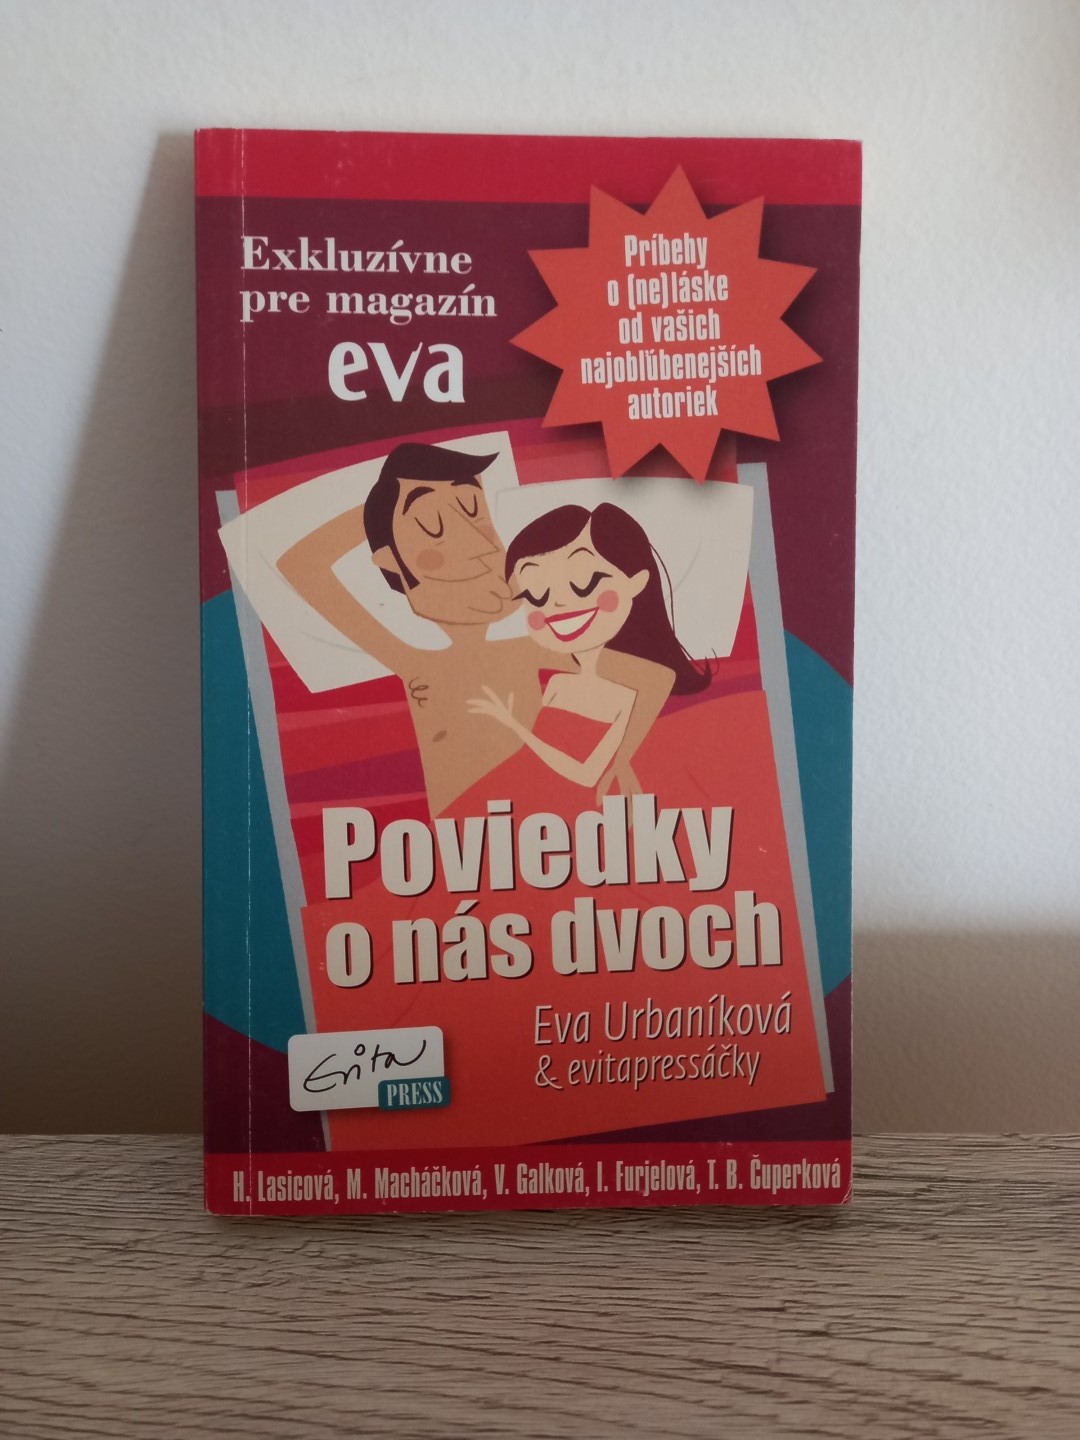 Exkluzívne
pre magazín
eva
Príbehy
o (ne)láske
od vašich
najobľúbenejších
autoriek
Poviedky
o nás dvoch
Eva Urbaníková
& evitapressáčky
Evita
PRESS
H. Lasicová, M. Macháčková, V. Galková, I. Furjelová, T. B. Čuperková